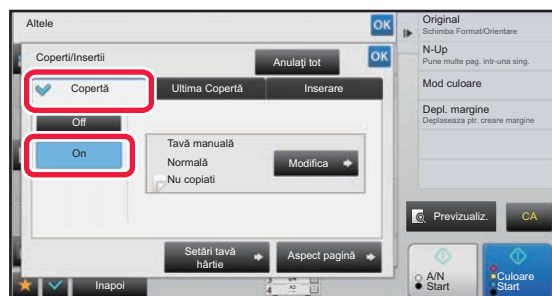 Altele
OK
Coperti/Insertii
Anulaţi tot
OK
Copertă
Ultima Copertă
Inserare
Off
On
Tavă manuală
Normală
Nu copiati
Modifica
Setări tavă
hârtie
Aspect pagină
Inapoi
A3
Original
Schimba Format/Orientare
N-Up
Pune multe pag. intr-una sing.
Mod culoare
Depl. margine
Deplaseaza ptr. creare margine
Previzualiz.
CA
A/N
Start
Culoare
Start